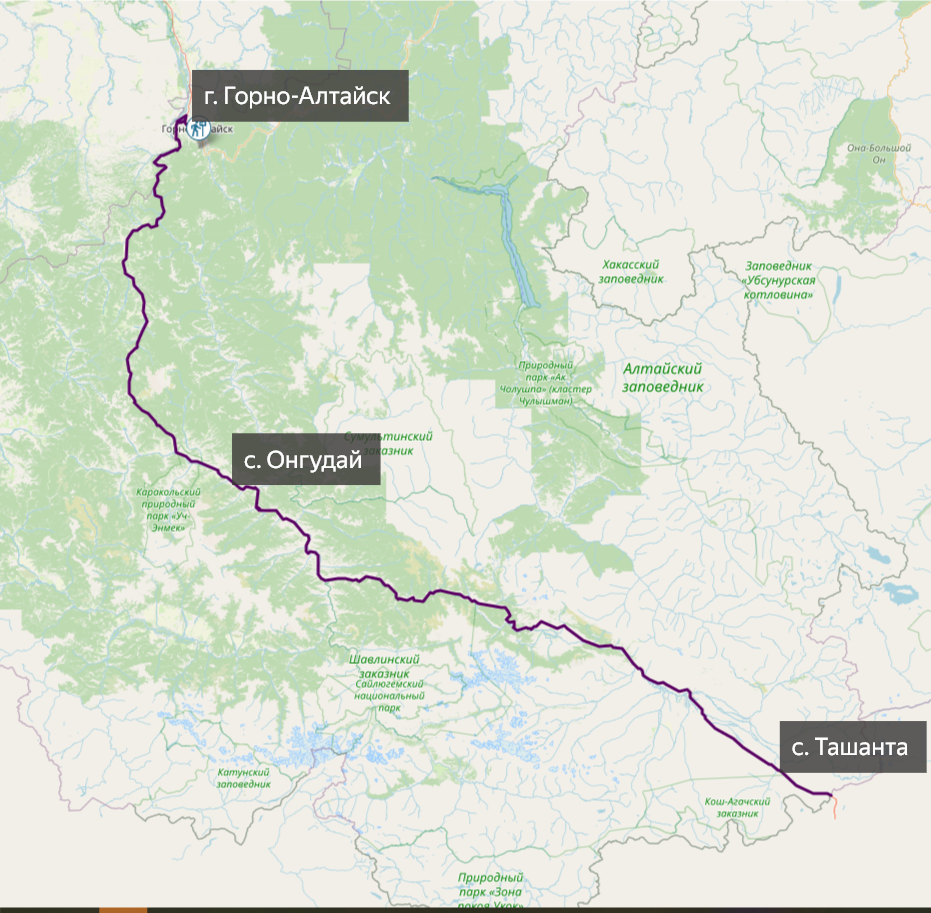 г. Горно-Алтайск
Она-Большой
Он
Хакасский
заповедник
Заповедник
«Убсунурская
котловина»
Природный
парк «Ак
Чолушпа» (кластер
Чулышман)
Алтайский
заповедник
Сумультинский
заказник
с. Онгудай
Каракольский
природный
парк «Уч-
Энмек»
Шавлинский
заказник
Сайлюгемский
национальный
парк
с. Ташанта
Катунский
заповедник
Кош-Агачский
заказник
Природный
парк «Зона
покоя Укок»